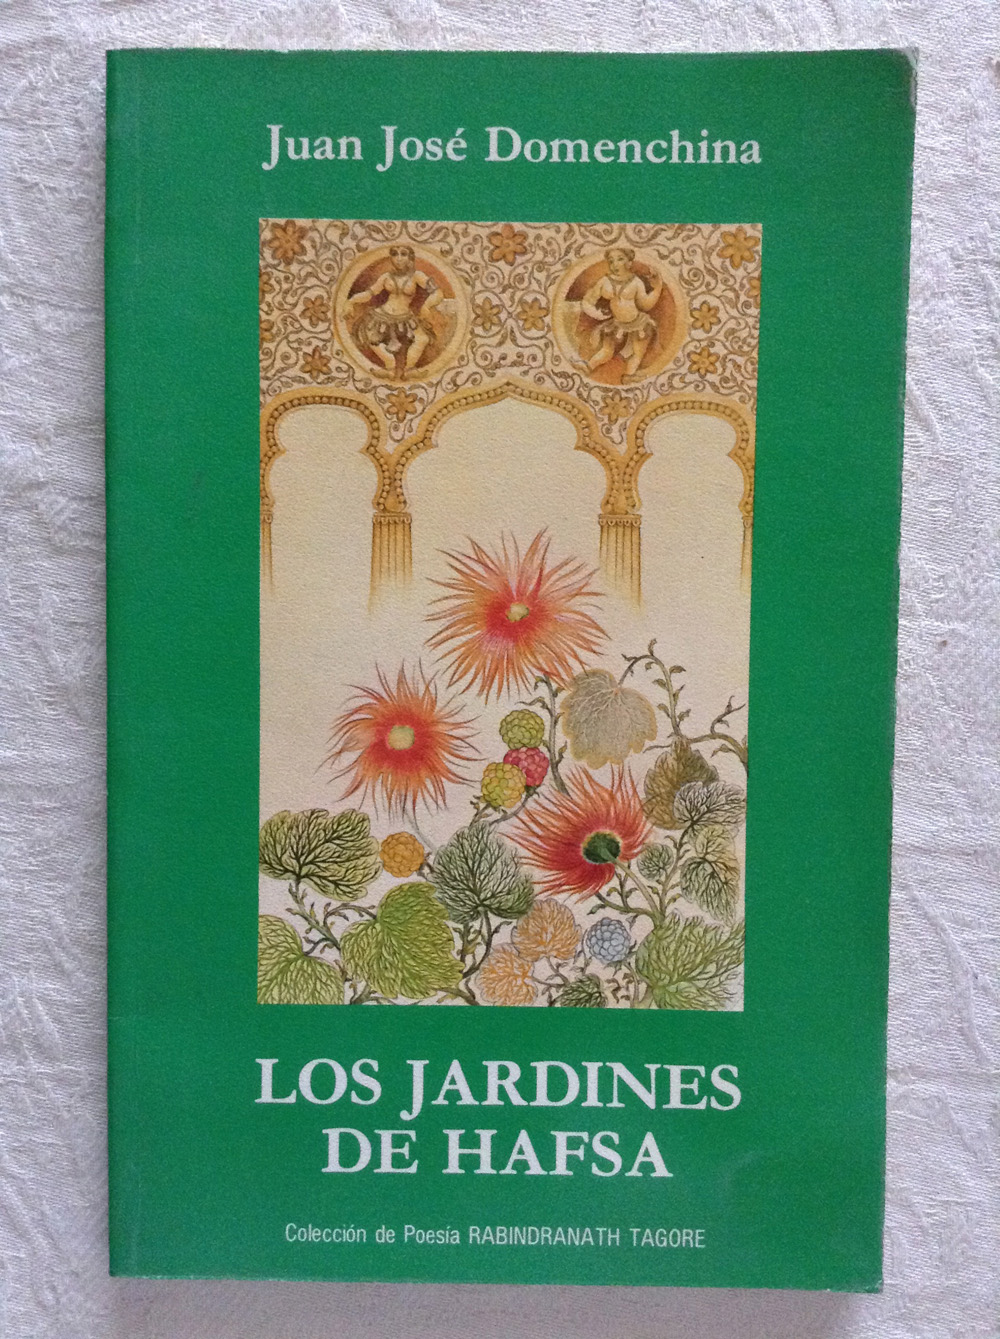 Juan José Domenchina
LOS JARDINES
DE HAFSA
Colección de Poesía RABINDRANATH TAGORE